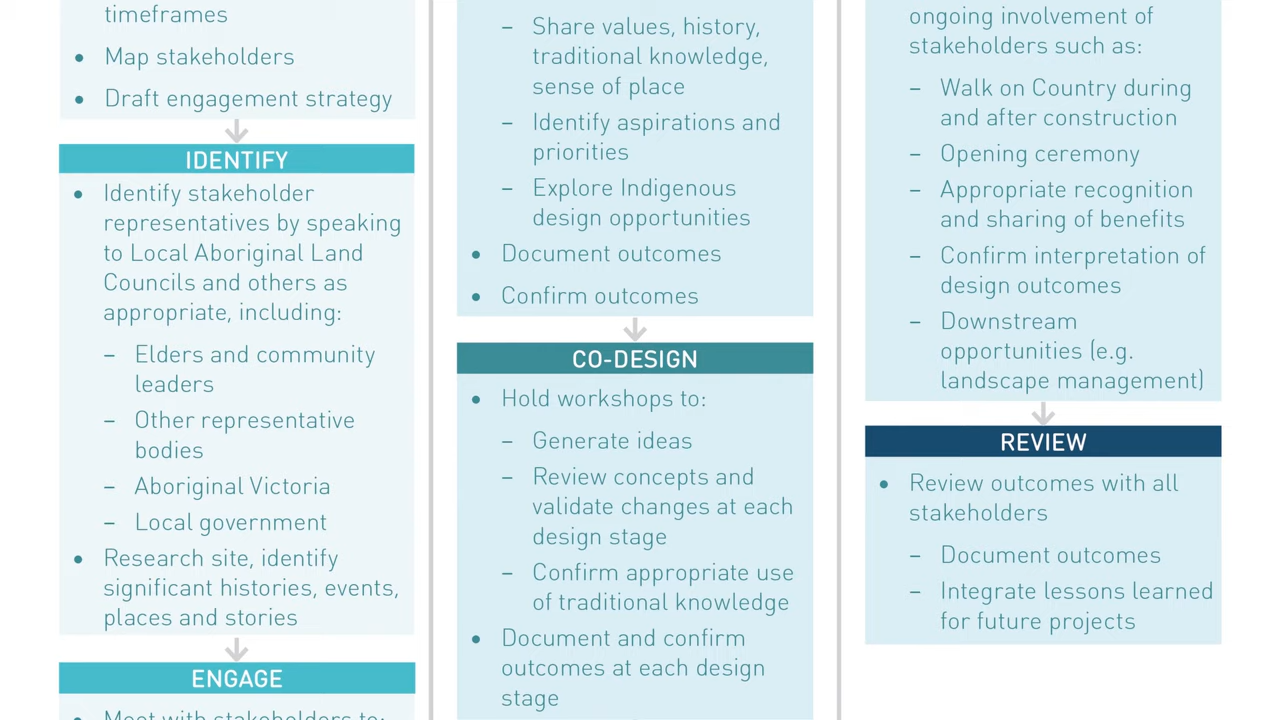 timeframes
• Map stakeholders
• Draft engagement strategy
IDENTIFY
• Identify stakeholder
representatives by speaking
to Local Aboriginal Land
Councils and others as
appropriate, including:
– Elders and community
leaders
– Other representative
bodies
– Aboriginal Victoria
– Local government
• Research site, identify
significant histories, events,
places and stories
ENGAGE
• Meet with stakeholders to:
– Share values, history,
traditional knowledge,
sense of place
– Identify aspirations and
priorities
– Explore Indigenous
design opportunities
• Document outcomes
• Confirm outcomes
CO-DESIGN
• Hold workshops to:
– Generate ideas
– Review concepts and
validate changes at each
design stage
– Confirm appropriate use
of traditional knowledge
• Document and confirm
outcomes at each design
stage
ongoing involvement of
stakeholders such as:
– Walk on Country during
and after construction
– Opening ceremony
– Appropriate recognition
and sharing of benefits
– Confirm interpretation of
design outcomes
– Downstream
opportunities (e.g.
landscape management)
REVIEW
• Review outcomes with all
stakeholders
– Document outcomes
– Integrate lessons learned
for future projects